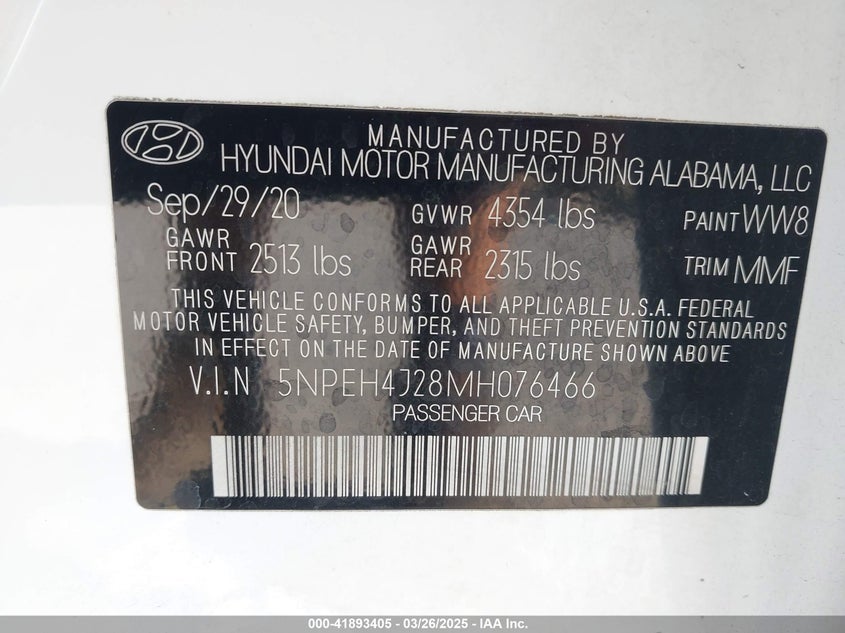 MANUFACTURED BY
HYUNDAI MOTOR MANUFACTURING ALABAMA, LLC
Sep/29/20 GVWR 4354 lbs PAINT WW8
GAWR FRONT 2513 lbs GAWR REAR 2315 lbs TRIM MMF
THIS VEHICLE CONFORMS TO ALL APPLICABLE U.S.A. FEDERAL
MOTOR VEHICLE SAFETY, BUMPER, AND THEFT PREVENTION STANDARDS
IN EFFECT ON THE DATE OF MANUFACTURE SHOWN ABOVE
V.I.N 5NPEH4J28MH076466
PASSENGER CAR
000-41893405 - 03/26/2025 - IAA Inc.